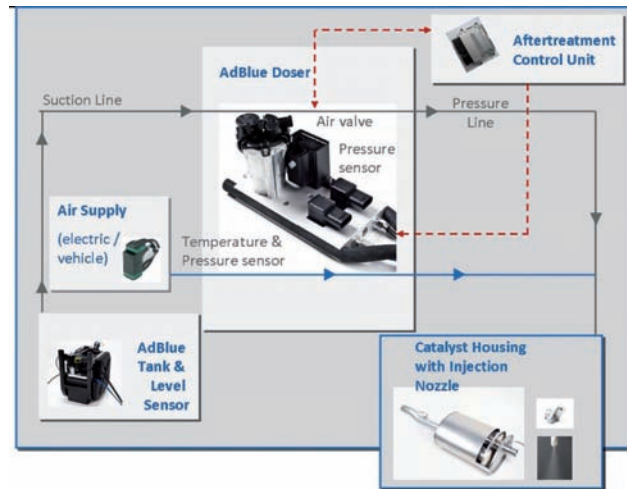 AdBlue Doser
Aftertreatment
Control Unit
Suction Line
Air valve
Pressure
Line
Pressure
sensor
Air Supply
(electric /
vehicle)
Temperature &
Pressure sensor
AdBlue
Tank &
Level
Sensor
Catalyst Housing
with Injection
Nozzle